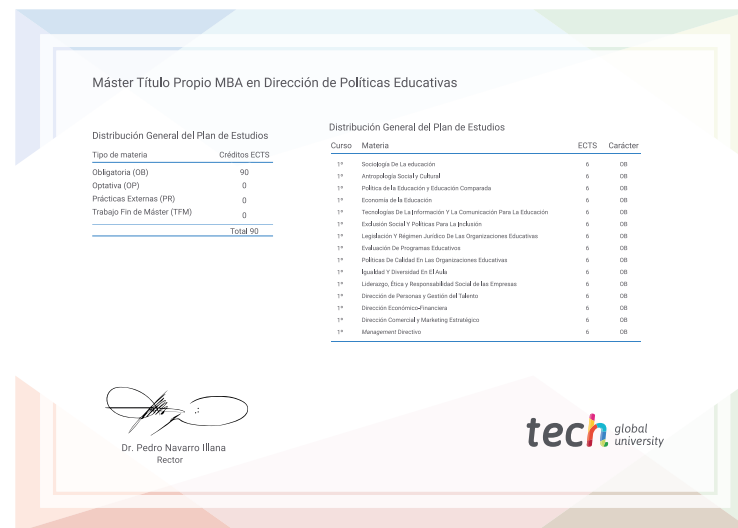 Máster Título Propio MBA en Dirección de Políticas Educativas
Distribución General del Plan de Estudios
Tipo de materia Créditos ECTS
Obligatoria (OB) 90
Optativa (OP) 0
Prácticas Externas (PR) 0
Trabajo Fin de Máster (TFM) 0
Total 90
Distribución General del Plan de Estudios
Curso Materia ECTS Carácter
1º Sociología De La educación 6 OB
1º Antropología Social y Cultural 6 OB
1º Política de la Educación y Educación Comparada 6 OB
1º Economía de la Educación 6 OB
1º Tecnologías De La Información Y La Comunicación Para La Educación 6 OB
1º Exclusión Social Y Políticas Para La Inclusión 6 OB
1º Legislación Y Régimen Jurídico De Las Organizaciones Educativas 6 OB
1º Evaluación De Programas Educativos 6 OB
1º Políticas De Calidad En Las Organizaciones Educativas 6 OB
1º Igualdad Y Diversidad En El Aula 6 OB
1º Liderazgo, Ética y Responsabilidad Social de las Empresas 6 OB
1º Dirección de Personas y Gestión del Talento 6 OB
1º Dirección Económico-Financiera 6 OB
1º Dirección Comercial y Marketing Estratégico 6 OB
1º Management Directivo 6 OB
Dr. Pedro Navarro Illana
Rector
tech global university